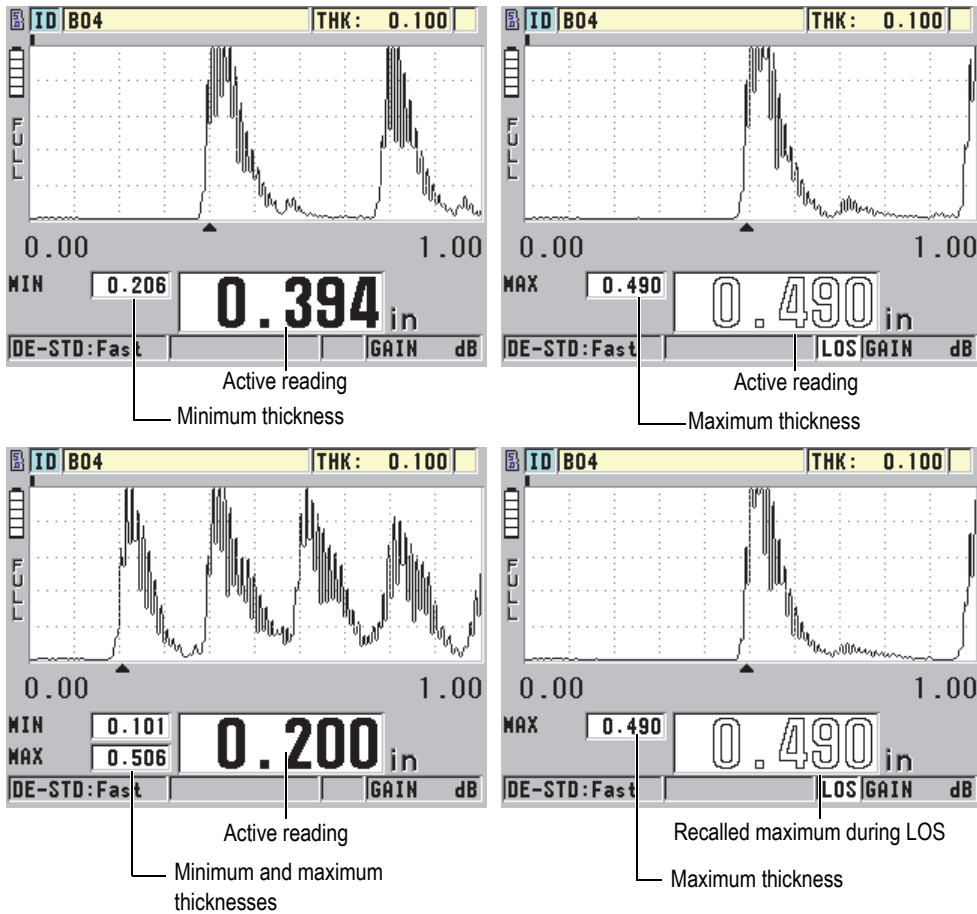 ID B04 THK: 0.100
FULL
0.00 1.00
MIN 0.206 0.394 in
DE-STD:Fast GAIN dB
Active reading
Minimum thickness
ID B04 THK: 0.100
FULL
0.00 1.00
MAX 0.490 0.490 in
DE-STD:Fast LOS GAIN dB
Active reading
Maximum thickness
ID B04 THK: 0.100
FULL
0.00 1.00
MIN 0.101
MAX 0.506 0.200 in
DE-STD:Fast GAIN dB
Active reading
Minimum and maximum
thicknesses
ID B04 THK: 0.100
FULL
0.00 1.00
MAX 0.490 0.490 in
DE-STD:Fast LOS GAIN dB
Recalled maximum during LOS
Maximum thickness